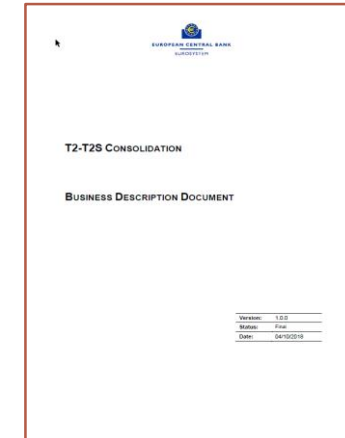 EUROPEAN CENTRAL BANK
EUROSYSTEM
T2-T2S CONSOLIDATION
BUSINESS DESCRIPTION DOCUMENT
Version: 1.0.0
Status: Final
Date: 04/10/2018